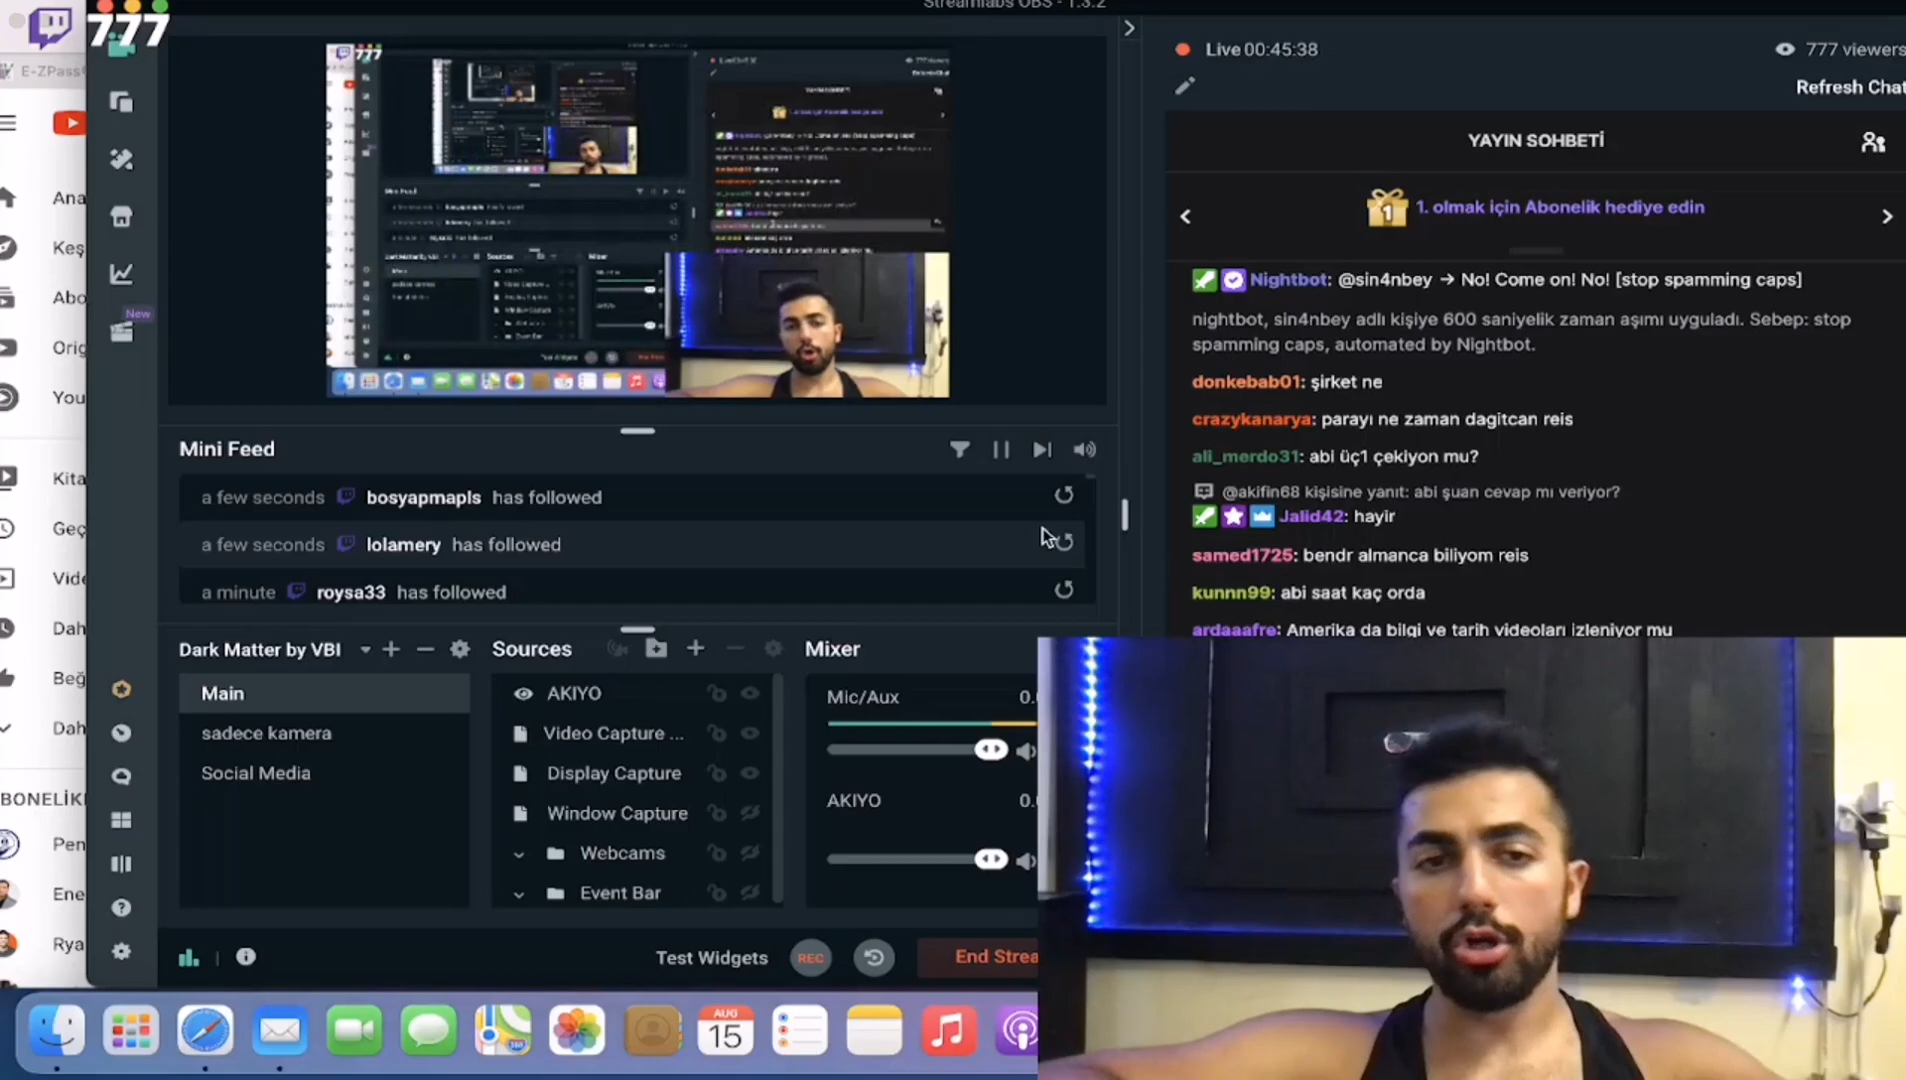 Streamlabs OBS - 1.3.2
777
E-ZPass
Live 00:45:38
777 viewers
Refresh Chat
YAYIN SOHBETİ
1. olmak için Abonelik hediye edin
Nightbot: @sin4nbey → No! Come on! No! [stop spamming caps]
nightbot, sin4nbey adlı kişiye 600 saniyelik zaman aşımı uyguladı. Sebep: stop
spamming caps, automated by Nightbot.
donkebab01: şirket ne
crazykanarya: parayı ne zaman dagitcan reis
ali_merdo31: abi üç1 çekiyon mu?
@akifin68 kişisine yanıt: abi şuan cevap mı veriyor?
Jalid42: hayir
samed1725: bendr almanca biliyom reis
kunnn99: abi saat kaç orda
ardaaafre: Amerika da bilgi ve tarih videoları izleniyor mu
New
Mini Feed
a few seconds bosyapmapls has followed
a few seconds lolamery has followed
a minute roysa33 has followed
Dark Matter by VBI
Main
sadece kamera
Social Media
Sources
AKIYO
Video Capture ...
Display Capture
Window Capture
Webcams
Event Bar
Mixer
Mic/Aux 0.
AKIYO 0.
Test Widgets
REC
End Strea
Ana
Keş
Abo
Orig
You
Kita
Geç
Vide
Dah
Beğ
Dah
BONELİKL
Pen
Ene
Rya
AUG
15